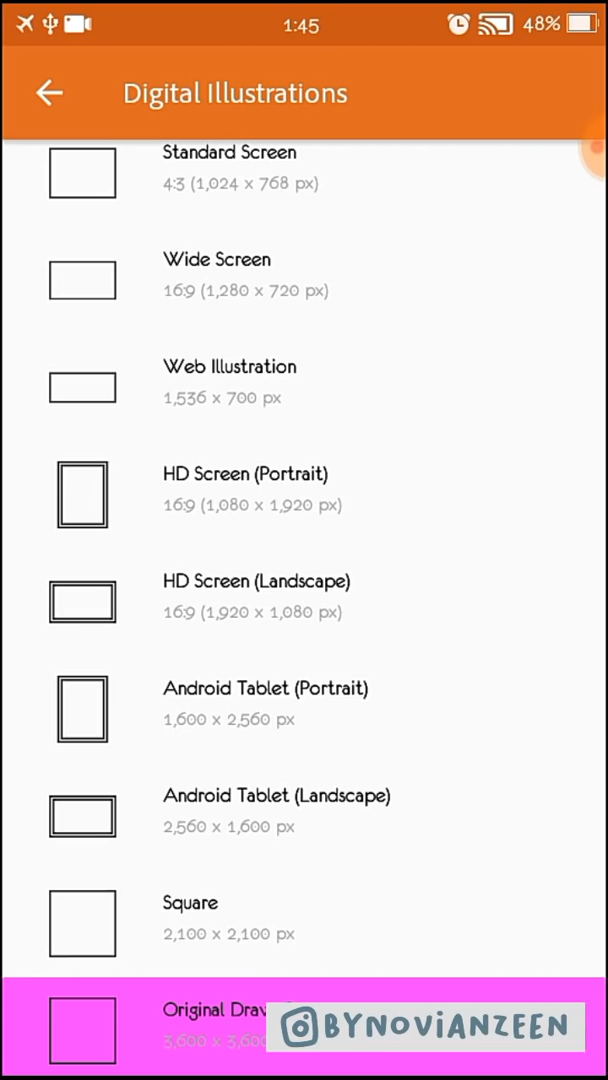 1:45
48%
Digital Illustrations
Standard Screen
4:3 (1,024 x 768 px)
Wide Screen
16:9 (1,280 x 720 px)
Web Illustration
1,536 x 700 px
HD Screen (Portrait)
16:9 (1,080 x 1,920 px)
HD Screen (Landscape)
16:9 (1,920 x 1,080 px)
Android Tablet (Portrait)
1,600 x 2,560 px
Android Tablet (Landscape)
2,560 x 1,600 px
Square
2,100 x 2,100 px
Original
3,600 x
@BYNOViANZEEN